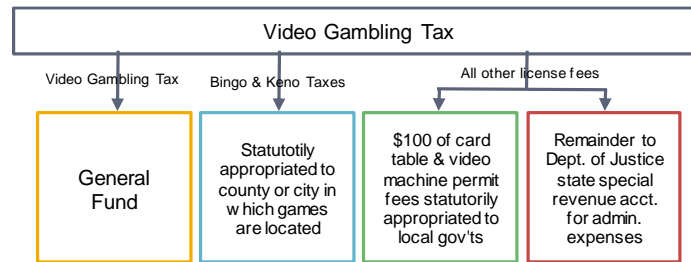 Video Gambling Tax
Video Gambling Tax
Bingo & Keno Taxes
All other license fees
General
Fund
Statutotily
appropriated to
county or city in
which games
are located
$100 of card
table & video
machine permit
fees statutorily
appropriated to
local gov'ts
Remainder to
Dept. of Justice
state special
revenue acct.
for admin.
expenses